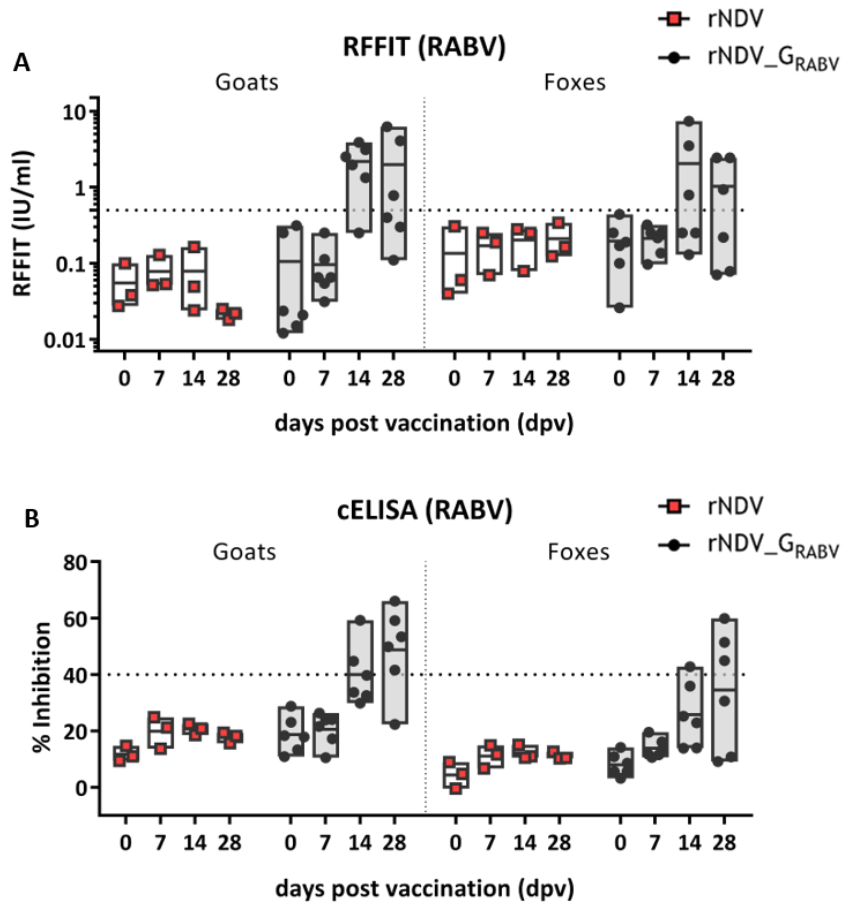 A
RFFIT (RABV)
rNDV
rNDV_GRABV
Goats Foxes
RFFIT (IU/ml)
10
1
0.1
0.01
0 7 14 28 0 7 14 28 0 7 14 28 0 7 14 28
days post vaccination (dpv)
B
cELISA (RABV)
rNDV
rNDV_GRABV
Goats Foxes
% Inhibition
80
60
40
20
0
0 7 14 28 0 7 14 28 0 7 14 28 0 7 14 28
days post vaccination (dpv)